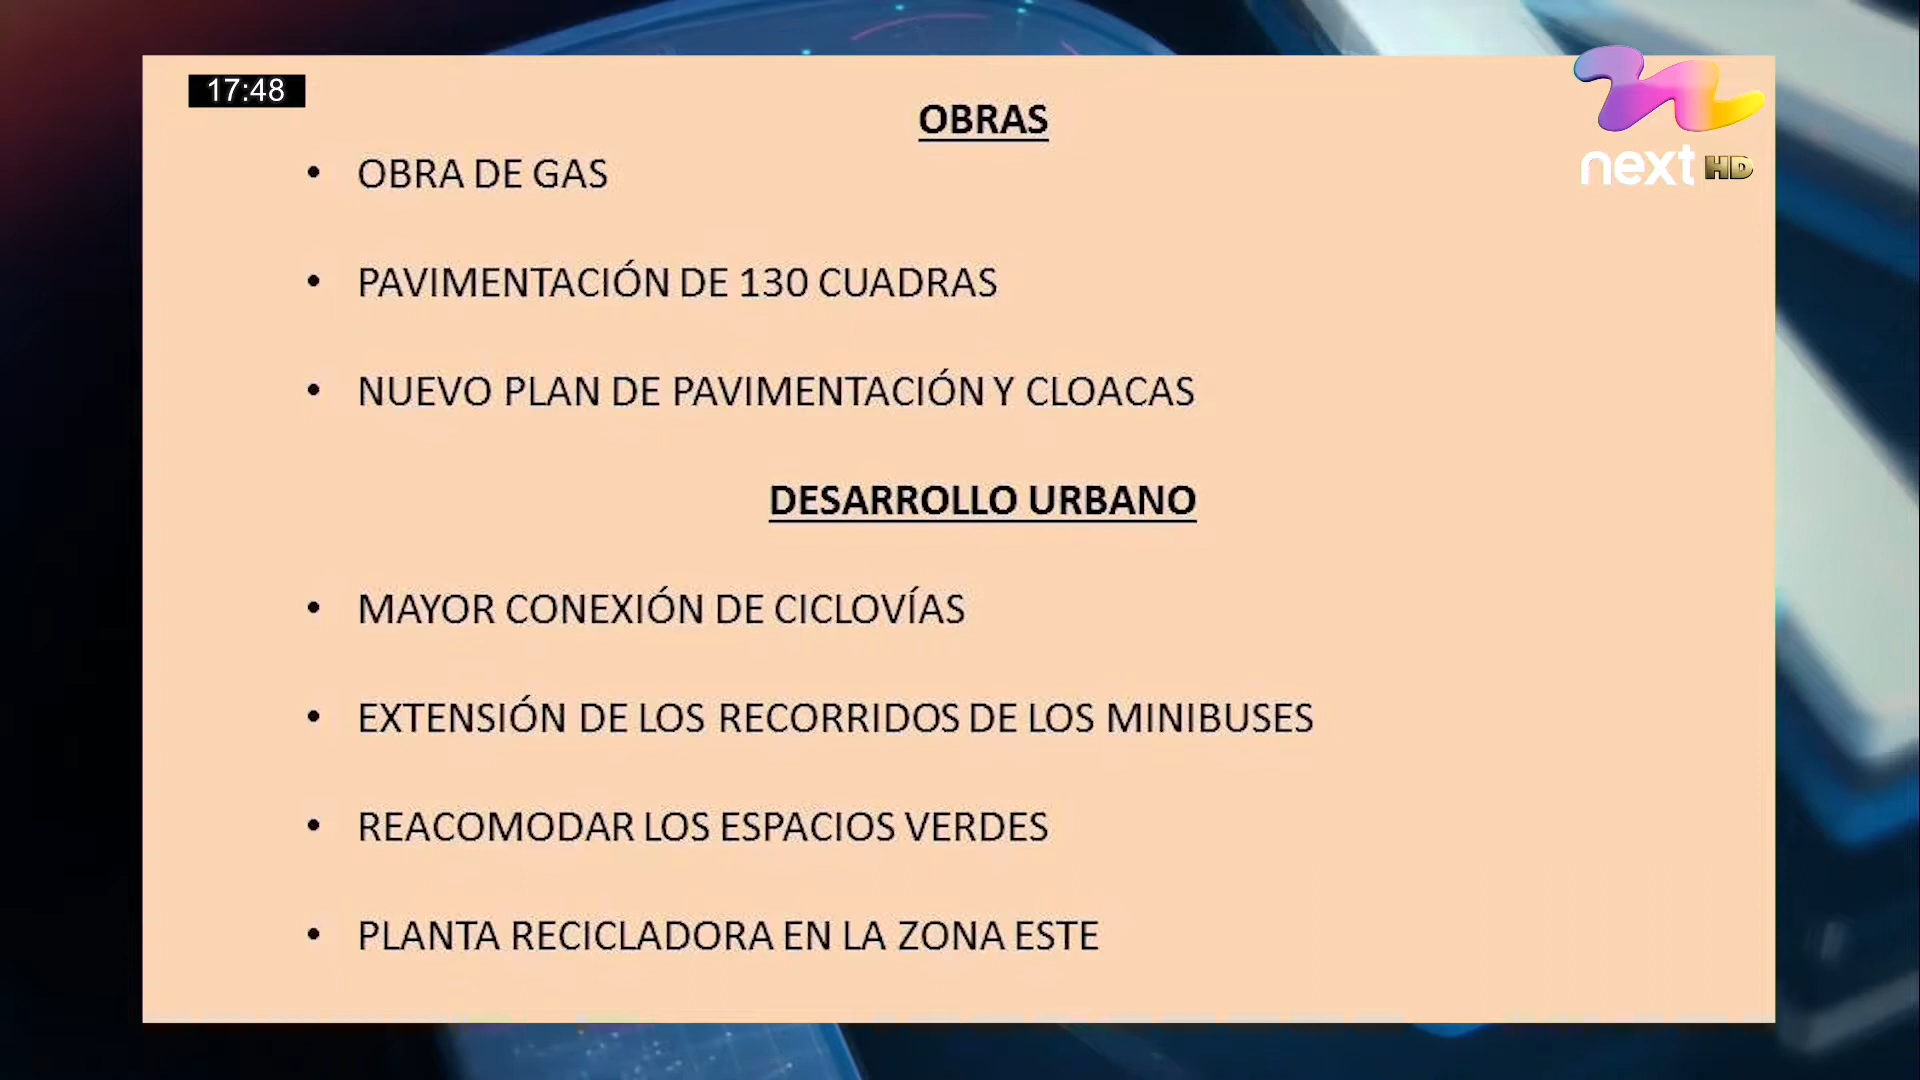 17:48
OBRAS
next HD
• OBRA DE GAS
• PAVIMENTACIÓN DE 130 CUADRAS
• NUEVO PLAN DE PAVIMENTACIÓN Y CLOACAS
DESARROLLO URBANO
• MAYOR CONEXIÓN DE CICLOVÍAS
• EXTENSIÓN DE LOS RECORRIDOS DE LOS MINIBUSES
• REACOMODAR LOS ESPACIOS VERDES
• PLANTA RECICLADORA EN LA ZONA ESTE